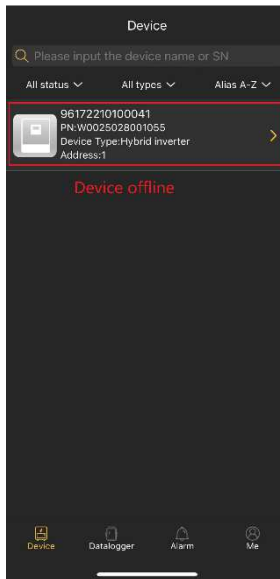 Device
Please input the device name or SN
All status All types Alias A-Z
96172210100041
PN:W0025028001055
Device Type:Hybrid inverter
Address:1
Device offline
Device Datalogger Alarm Me